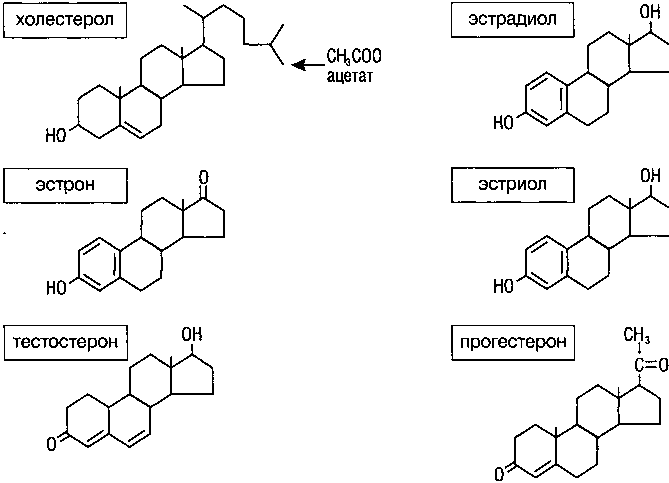 холестерол
CH₃COO
ацетат
HO
эстрадиол
OH
HO
эстрон
O
HO
эстриол
OH
HO
тестостерон
OH
O
прогестерон
CH₃
C=O
O